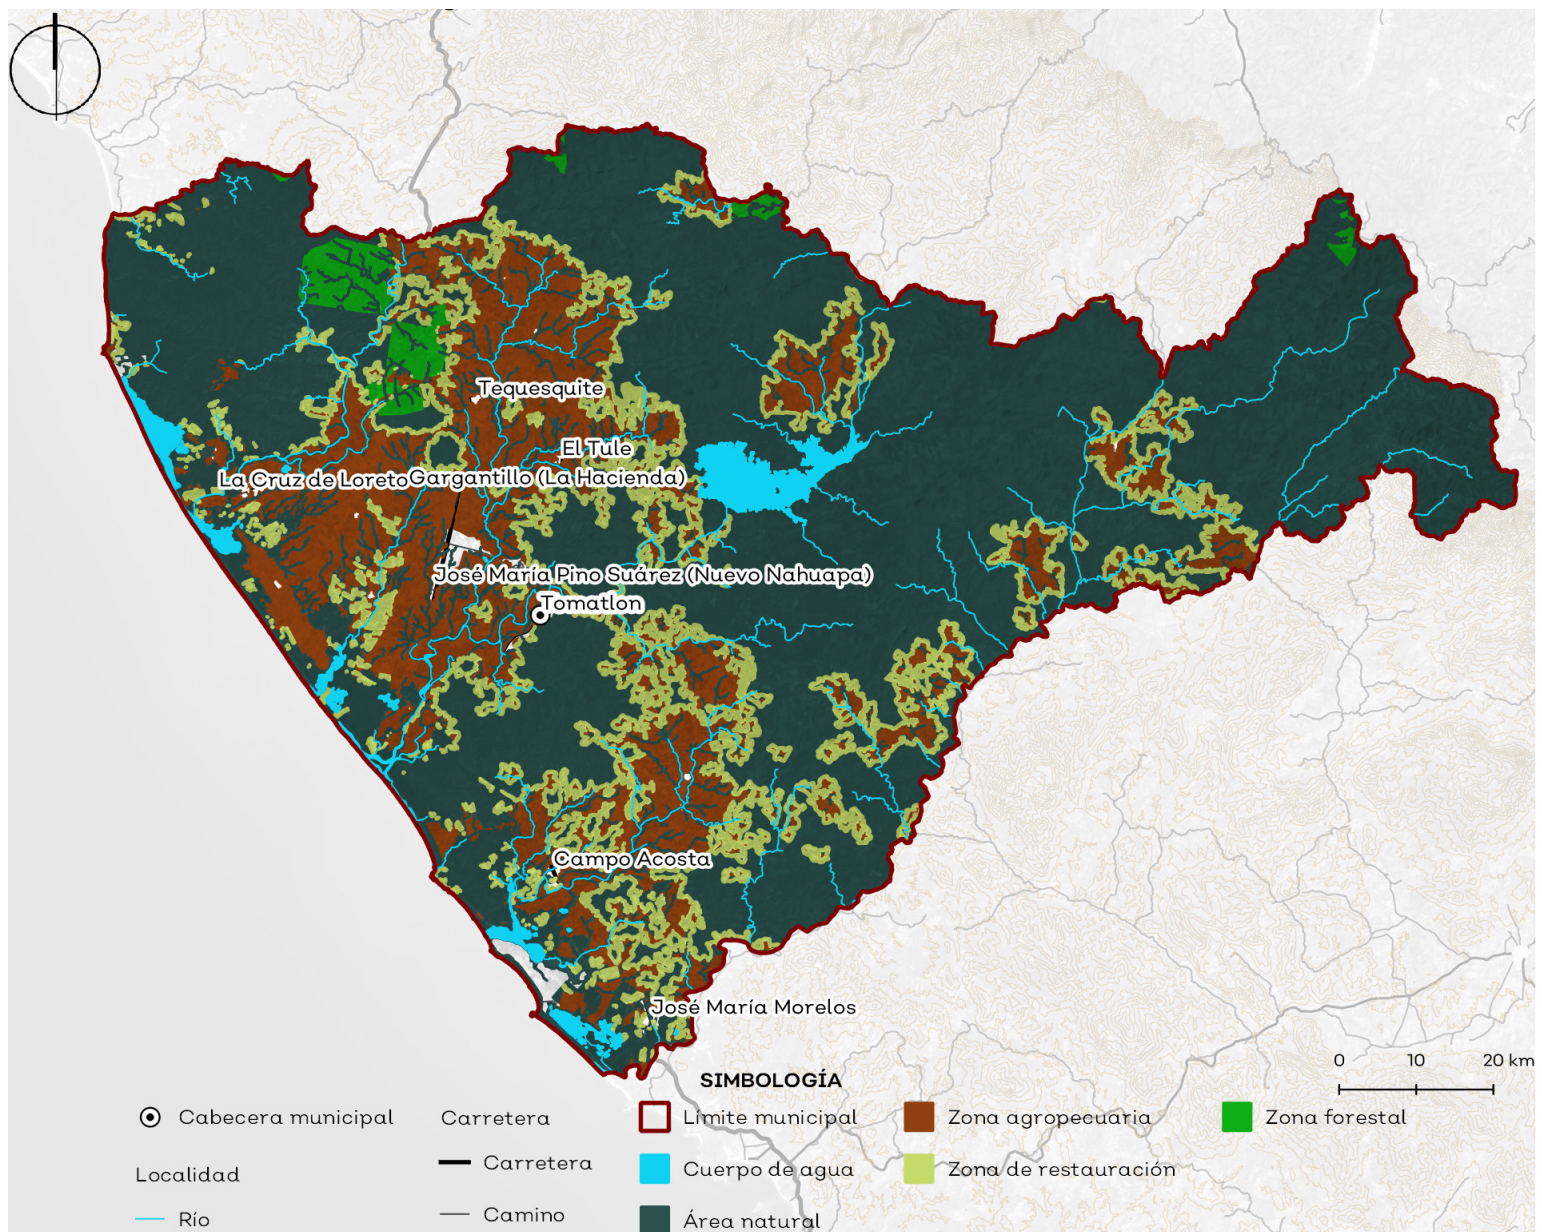 Tequesquite
El Tule
La Cruz de Loreto
Gargantillo (La Hacienda)
José María Pino Suárez (Nuevo Nahuapa)
Tomatlon
Campo Acosta
José María Morelos
0 10 20 km
SIMBOLOGÍA
Cabecera municipal
Carretera
Límite municipal
Zona agropecuaria
Zona forestal
Localidad
Carretera
Cuerpo de agua
Zona de restauración
Río
Camino
Área natural